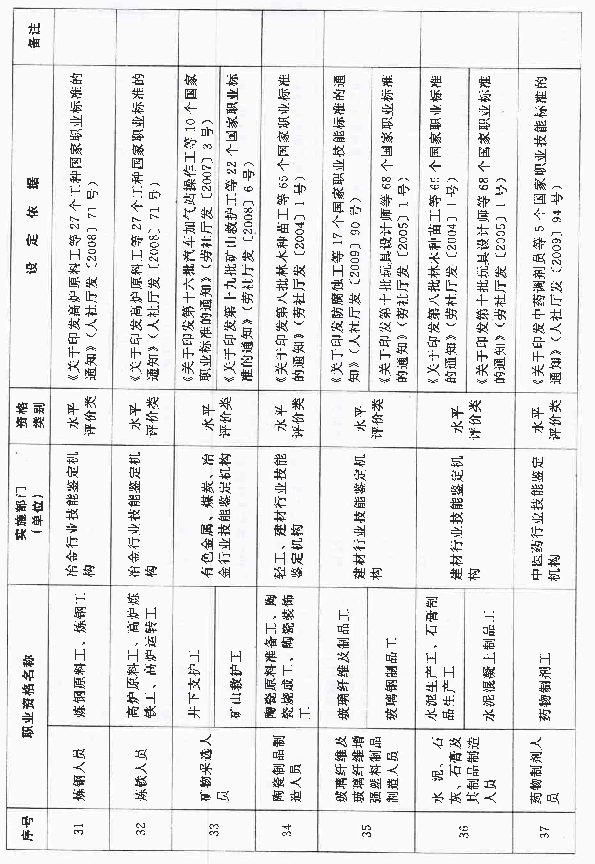 序号
职业资格名称
实施部门
（单位）
资格
类别
设定依据
备注
31
炼钢人员
炼钢原料工、炼钢工
冶金行业技能鉴定机
构
水平
评价类
《关于印发高炉原料工等27个工种国家职业标准的
通知》（人社厅发〔2008〕71号）
32
炼铁人员
高炉原料工、高炉炼
铁工、高炉运转工
冶金行业技能鉴定机
构
水平
评价类
《关于印发高炉原料工等27个工种国家职业标准的
通知》（人社厅发〔2008〕71号）
33
矿物采选人
员
井下支护工
矿山救护工
有色金属、煤炭、冶
金行业技能鉴定机构
水平
评价类
《关于印发第十六批汽车加气站操作工等10个国家
职业标准的通知》（劳社厅发〔2007〕3号）
《关于印发第十九批矿山救护工等22个国家职业标
准的通知》（劳社厅发〔2008〕6号）
34
陶瓷制品制
造人员
陶瓷原料准备工、陶
瓷烧成工、陶瓷装饰
工
轻工、建材行业技能
鉴定机构
水平
评价类
《关于印发第八批林木种苗工等65个国家职业标准
的通知》（劳社厅发〔2004〕1号）
35
玻璃纤维及
玻璃纤维增
强塑料制品
制造人员
玻璃纤维及制品工
玻璃钢制品工
建材行业技能鉴定机
构
水平
评价类
《关于印发防腐蚀工等17个国家职业技能标准的通
知》（人社厅发〔2009〕90号）
《关于印发第十批玩具设计师等68个国家职业标准
的通知》（劳社厅发〔2005〕1号）
36
水泥、石
灰、石膏及
其制品制造
人员
水泥生产工、石膏制
品生产工
水泥混凝土制品工
建材行业技能鉴定机
构
水平
评价类
《关于印发第八批林木种苗工等65个国家职业标准
的通知》（劳社厅发〔2004〕1号）
《关于印发第十批玩具设计师等68个国家职业标准
的通知》（劳社厅发〔2005〕1号）
37
药物制剂人
员
药物制剂工
中医药行业技能鉴定
机构
水平
评价类
《关于印发中药调剂员等5个国家职业技能标准的
通知》（人社厅发〔2009〕94号）